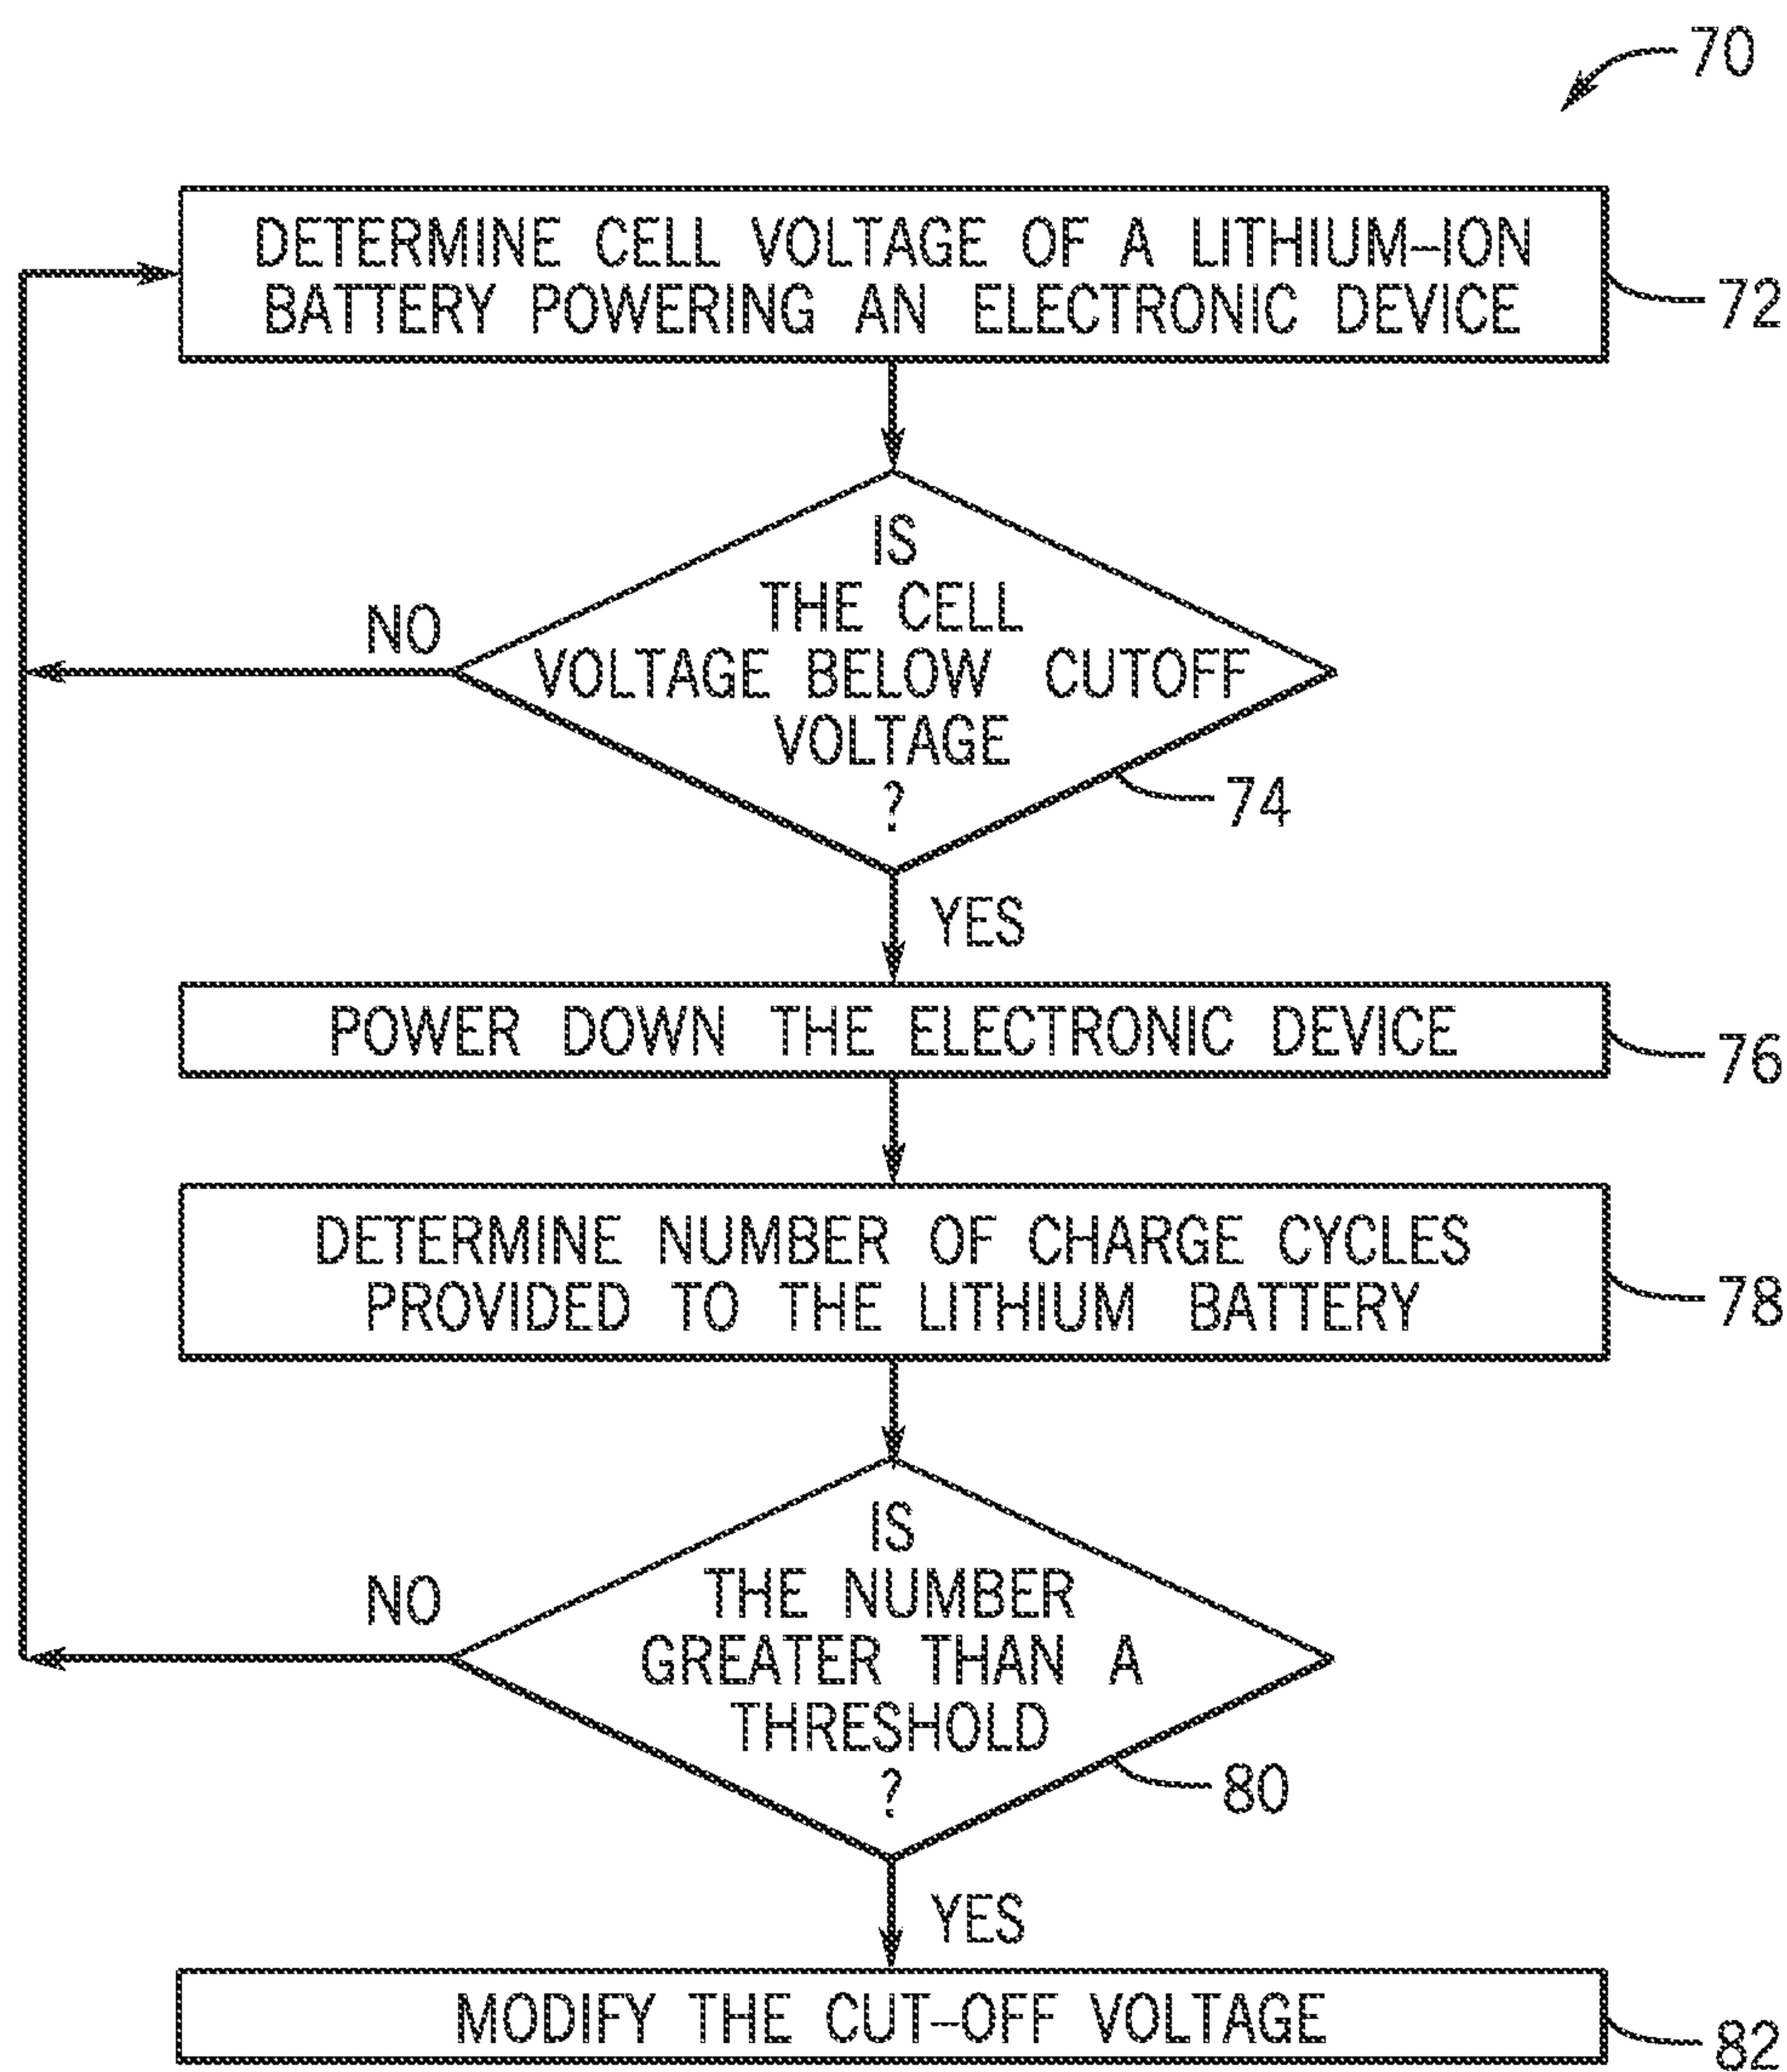 70
DETERMINE CELL VOLTAGE OF A LITHIUM–ION
BATTERY POWERING AN ELECTRONIC DEVICE
72
IS
THE CELL
VOLTAGE BELOW CUTOFF
VOLTAGE
?
NO
74
YES
POWER DOWN THE ELECTRONIC DEVICE
76
DETERMINE NUMBER OF CHARGE CYCLES
PROVIDED TO THE LITHIUM BATTERY
78
IS
THE NUMBER
GREATER THAN A
THRESHOLD
?
NO
80
YES
MODIFY THE CUT–OFF VOLTAGE
82